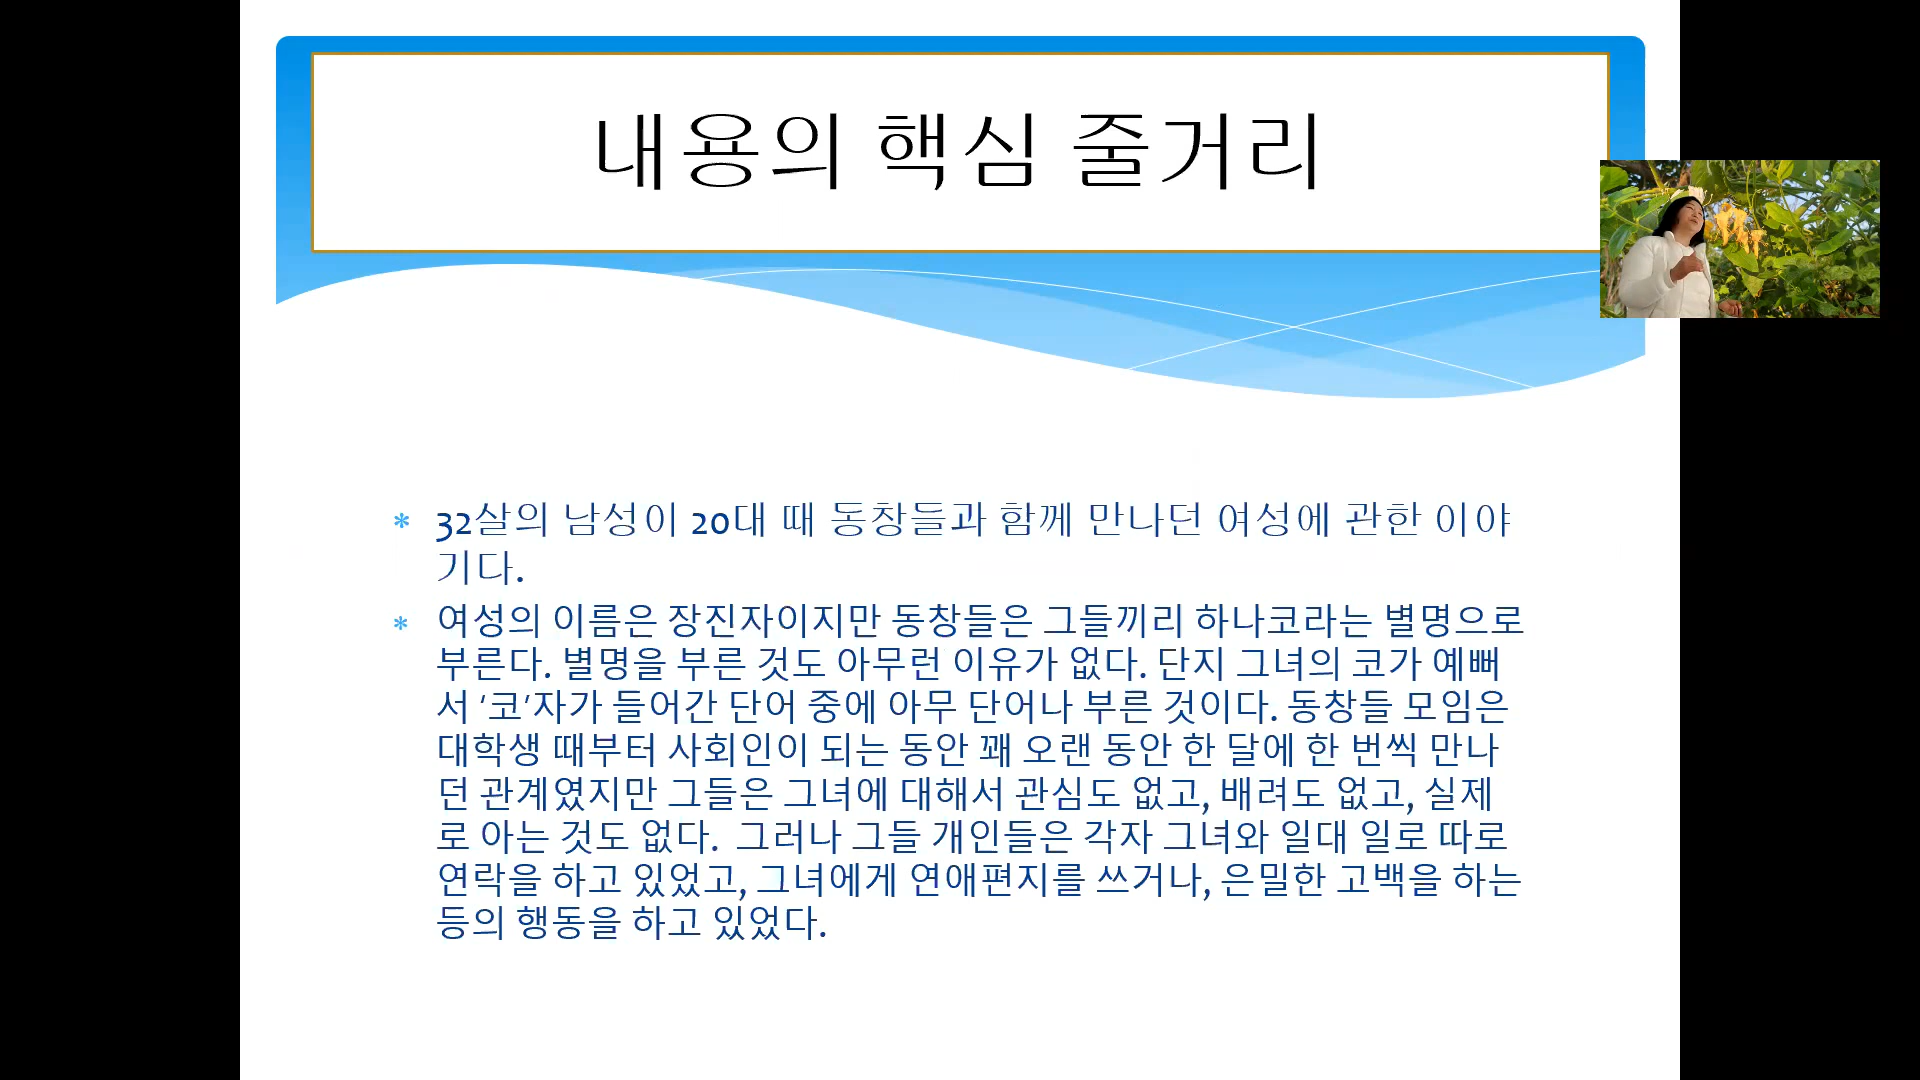 내용의 핵심 줄거리
* 32살의 남성이 20대 때 동창들과 함께 만나던 여성에 관한 이야
기다.
* 여성의 이름은 장진자이지만 동창들은 그들끼리 하나코라는 별명으로
부른다. 별명을 부른 것도 아무런 이유가 없다. 단지 그녀의 코가 예뻐
서 ‘코’자가 들어간 단어 중에 아무 단어나 부른 것이다. 동창들 모임은
대학생 때부터 사회인이 되는 동안 꽤 오랜 동안 한 달에 한 번씩 만나
던 관계였지만 그들은 그녀에 대해서 관심도 없고, 배려도 없고, 실제
로 아는 것도 없다. 그러나 그들 개인들은 각자 그녀와 일대 일로 따로
연락을 하고 있었고, 그녀에게 연애편지를 쓰거나, 은밀한 고백을 하는
등의 행동을 하고 있었다.